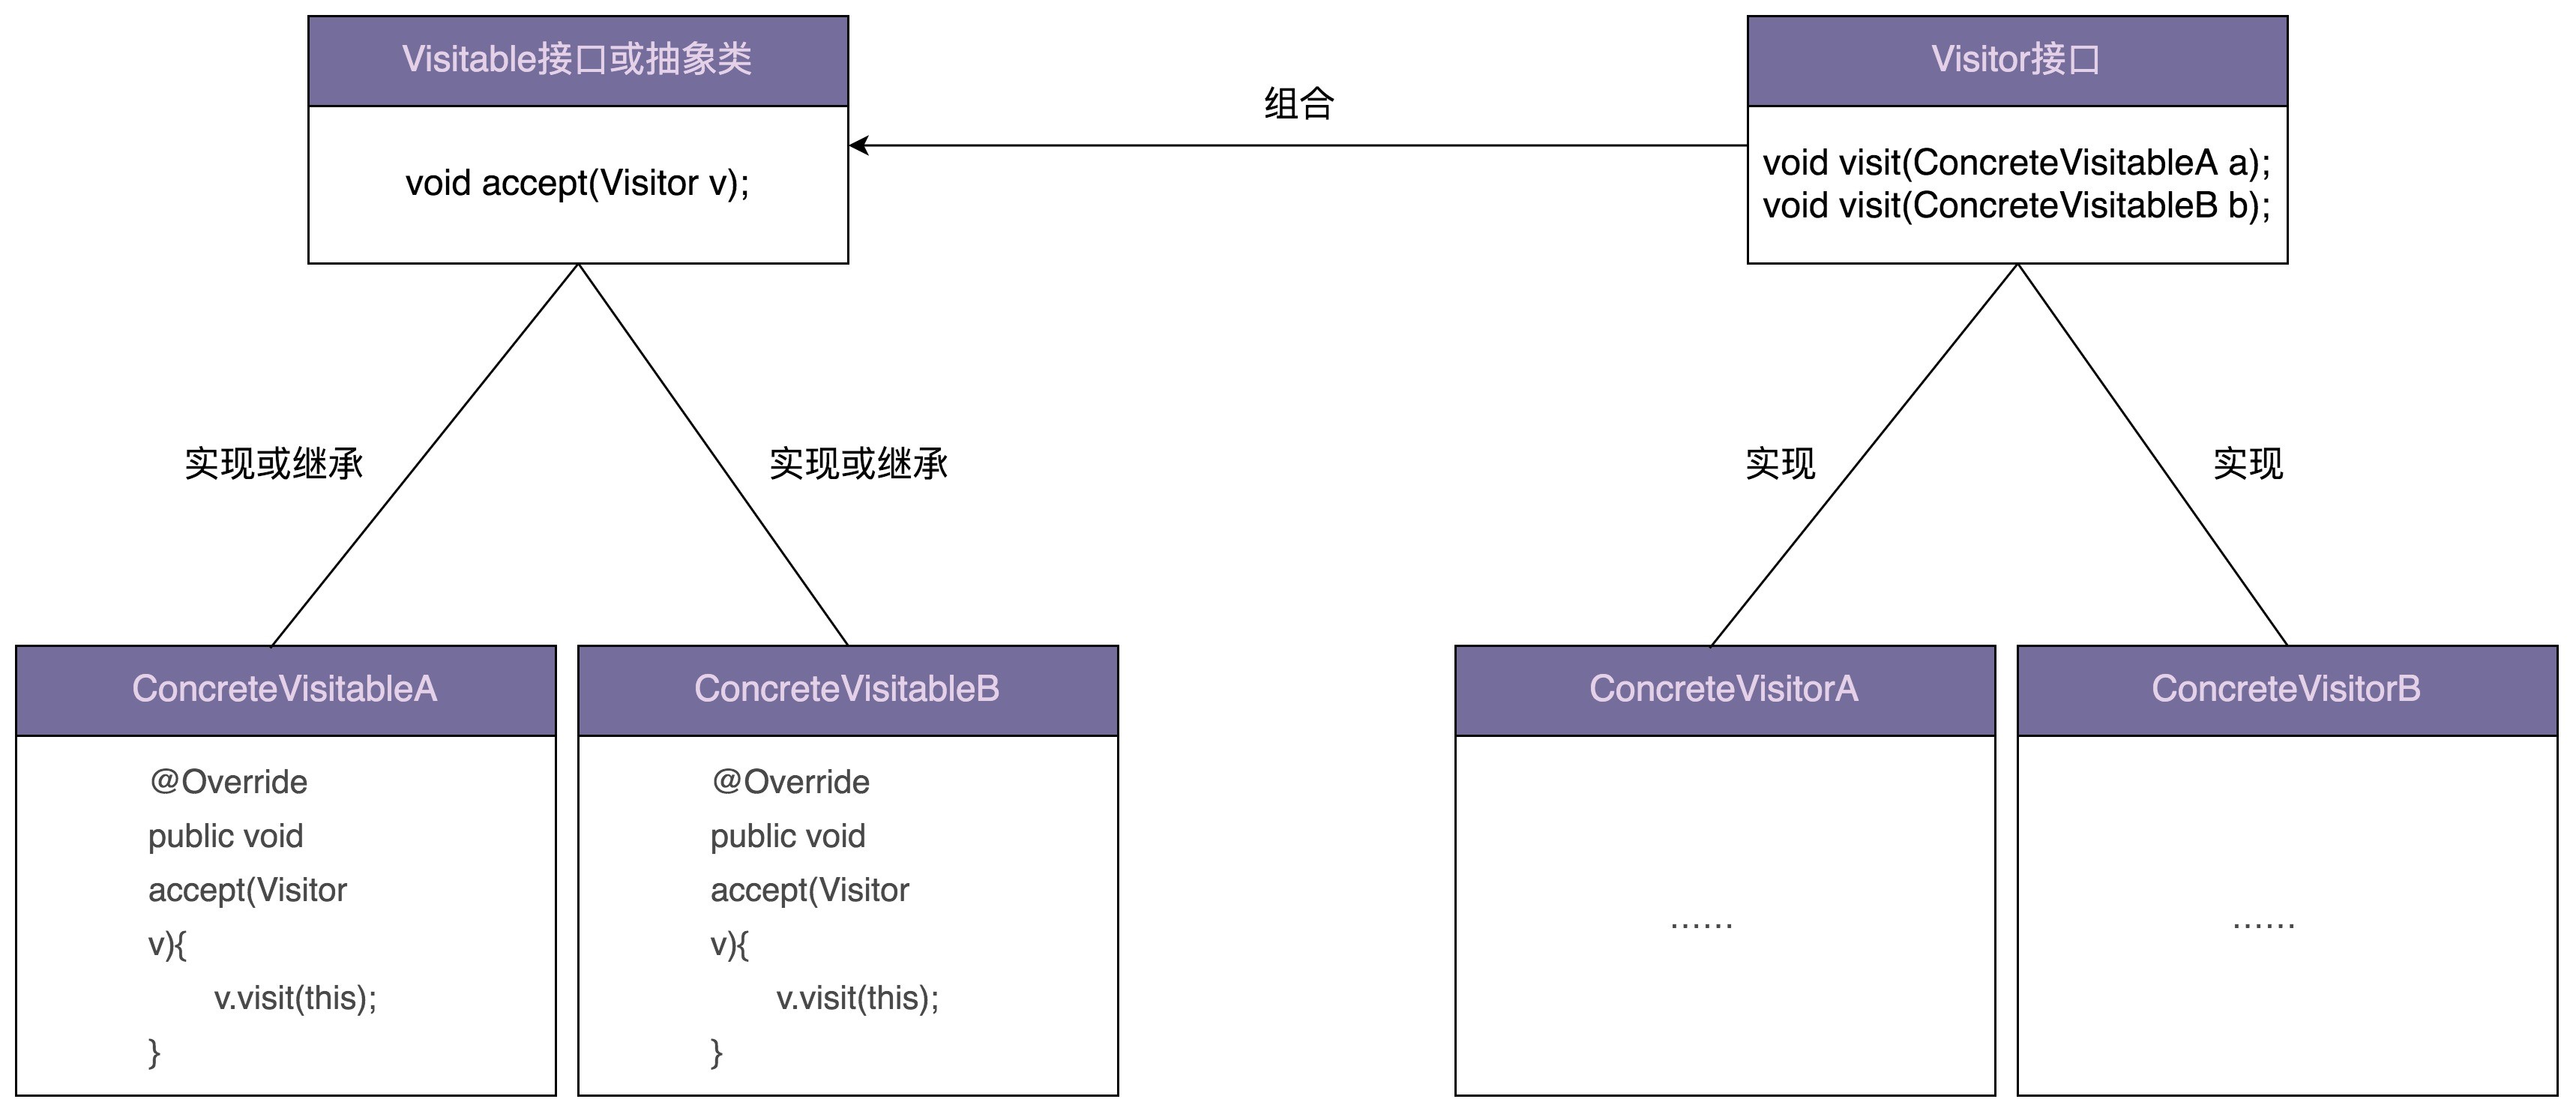 Visitable接口或抽象类
void accept(Visitor v);
组合
Visitor接口
void visit(ConcreteVisitableA a);
void visit(ConcreteVisitableB b);
实现或继承
实现或继承
实现
实现
ConcreteVisitableA
@Override
public void
accept(Visitor
v){
v.visit(this);
}
ConcreteVisitableB
@Override
public void
accept(Visitor
v){
v.visit(this);
}
ConcreteVisitorA
......
ConcreteVisitorB
......